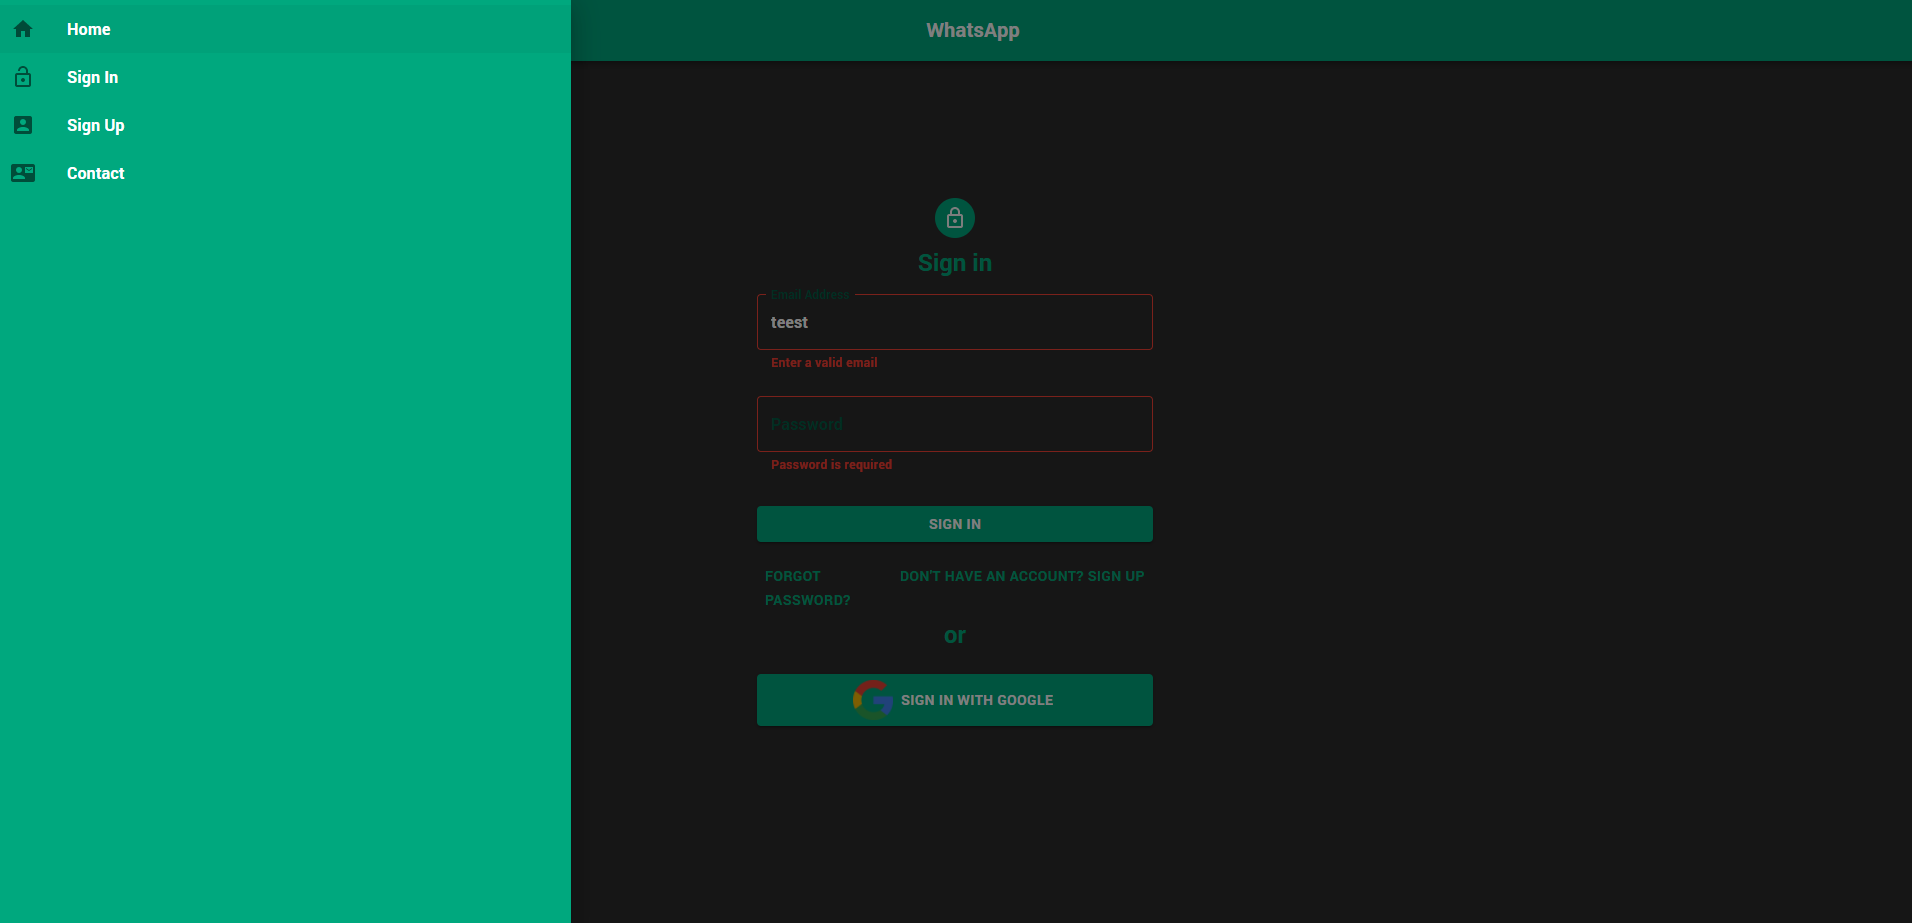 Home
Sign In
Sign Up
Contact
WhatsApp
Sign in
Email Address
teest
Enter a valid email
Password
Password is required
SIGN IN
FORGOT
PASSWORD?
DON'T HAVE AN ACCOUNT? SIGN UP
or
SIGN IN WITH GOOGLE